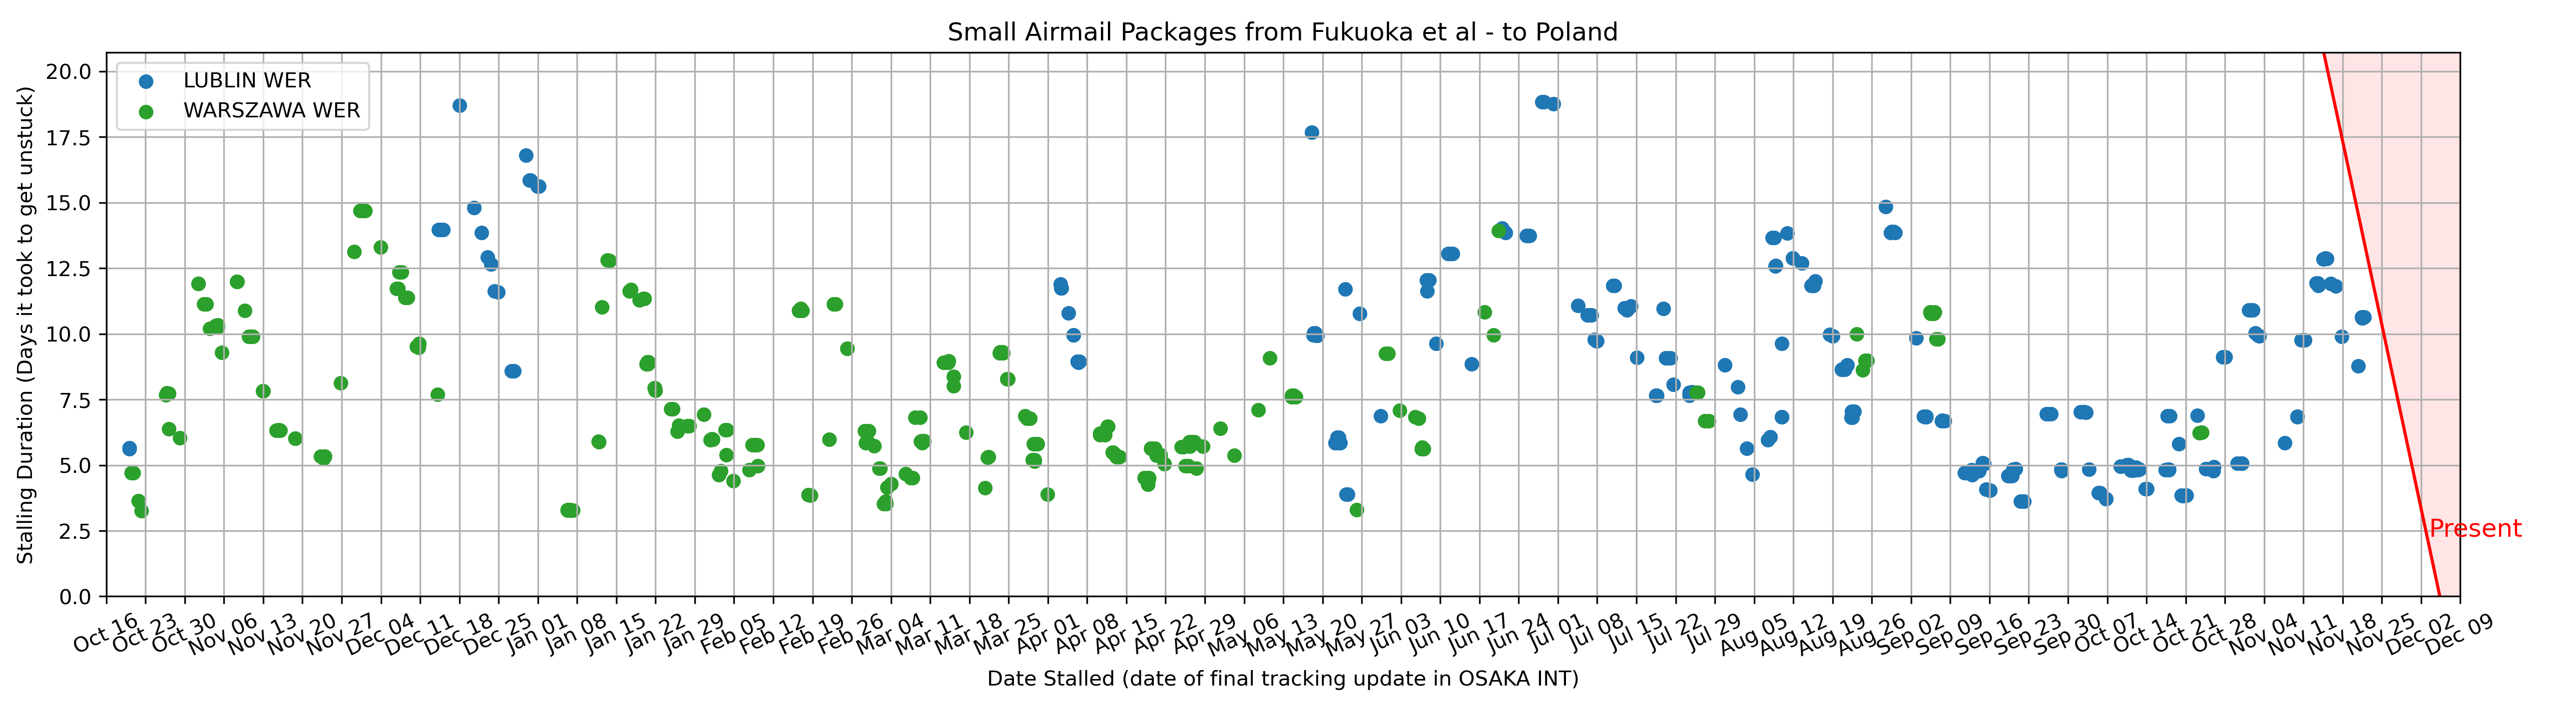 Small Airmail Packages from Fukuoka et al - to Poland
LUBLIN WER
WARSZAWA WER
Stalling Duration (Days it took to get unstuck)
20.0
17.5
15.0
12.5
10.0
7.5
5.0
2.5
0.0
Present
Oct 16
Oct 23
Oct 30
Nov 06
Nov 13
Nov 20
Nov 27
Dec 04
Dec 11
Dec 18
Dec 25
Jan 01
Jan 08
Jan 15
Jan 22
Jan 29
Feb 05
Feb 12
Feb 19
Feb 26
Mar 04
Mar 11
Mar 18
Mar 25
Apr 01
Apr 08
Apr 15
Apr 22
Apr 29
May 06
May 13
May 20
May 27
Jun 03
Jun 10
Jun 17
Jun 24
Jul 01
Jul 08
Jul 15
Jul 22
Jul 29
Aug 05
Aug 12
Aug 19
Aug 26
Sep 02
Sep 09
Sep 16
Sep 23
Sep 30
Oct 07
Oct 14
Oct 21
Oct 28
Nov 04
Nov 11
Nov 18
Nov 25
Dec 02
Dec 09
Date Stalled (date of final tracking update in OSAKA INT)